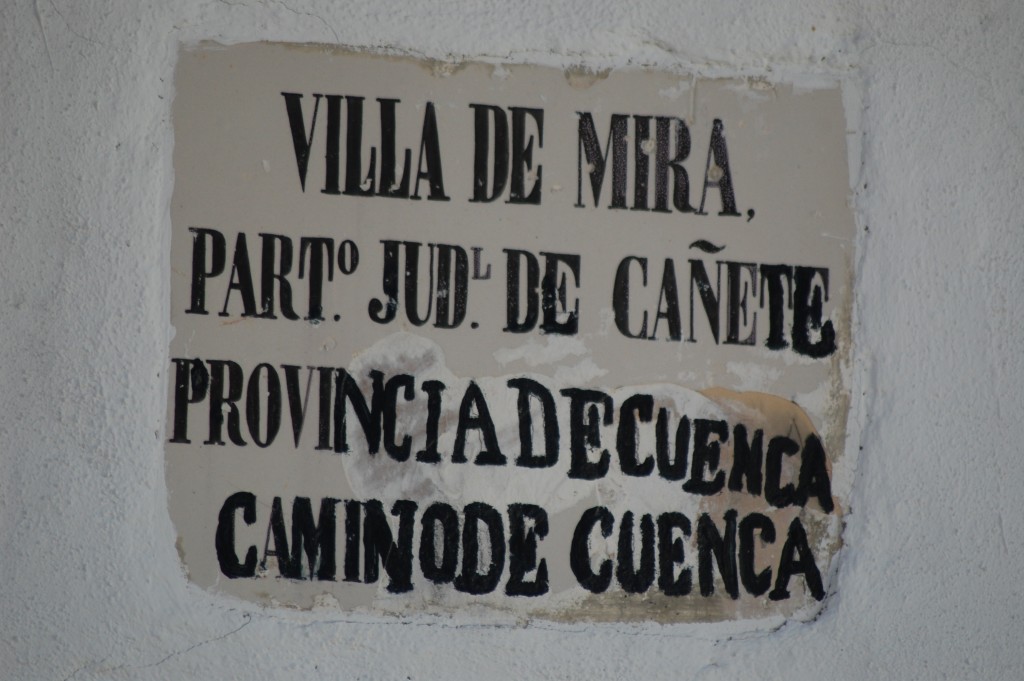 VILLA DE MIRA,
PARTº. JUDᴸ. DE CAÑETE
PROVINCIA DE CUENCA
CAMINO DE CUENCA